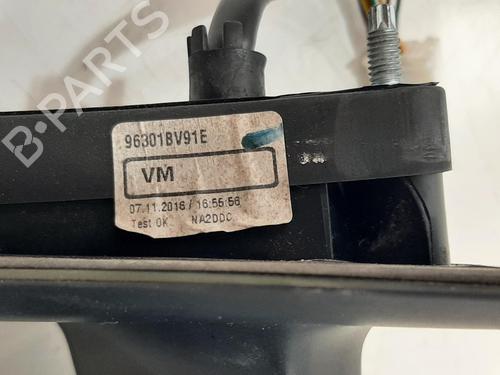 B-PARTS
96301BV91E
VM
07.11.2016 / 16:55:56
Test OK NA2DDC